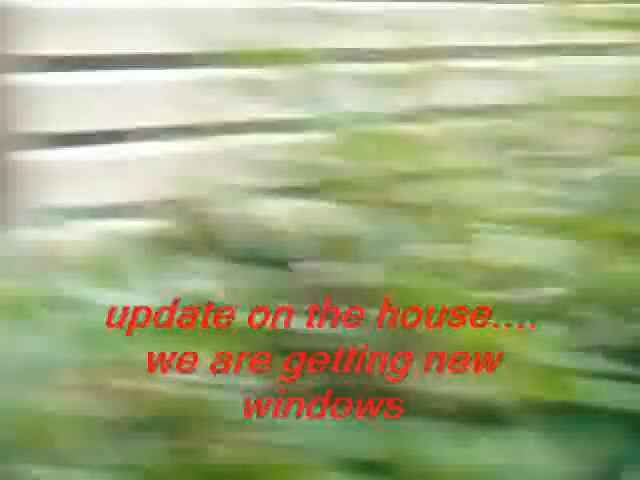 update on the house....
we are getting new
windows